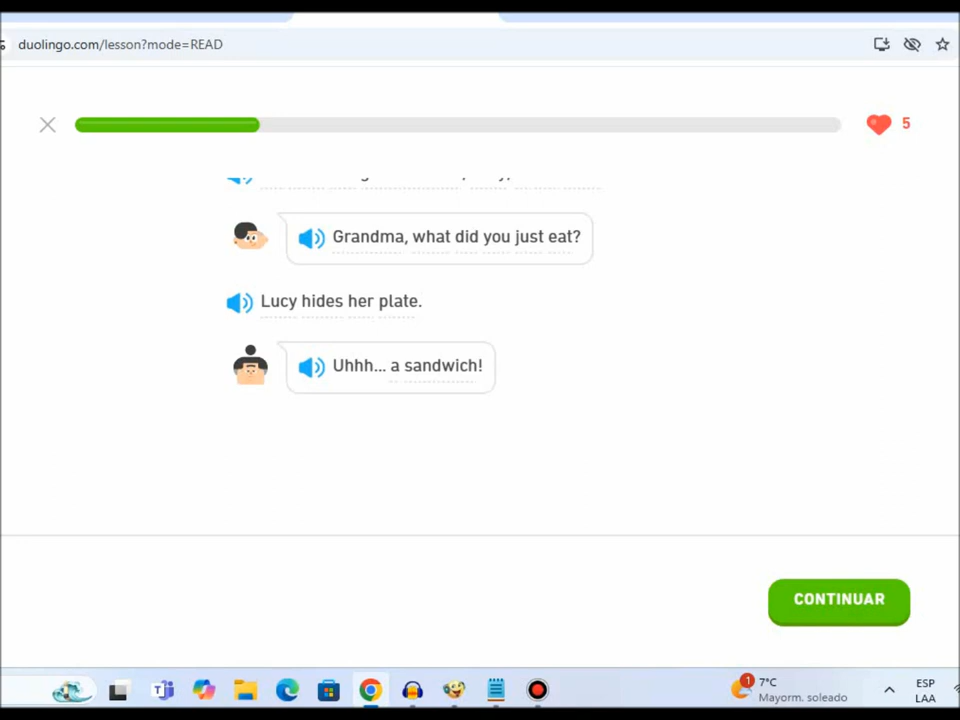 duolingo.com/lesson?mode=READ
5
Grandma, what did you just eat?
Lucy hides her plate.
Uhhh... a sandwich!
CONTINUAR
1
7°C
Mayorm. soleado
ESP
LAA